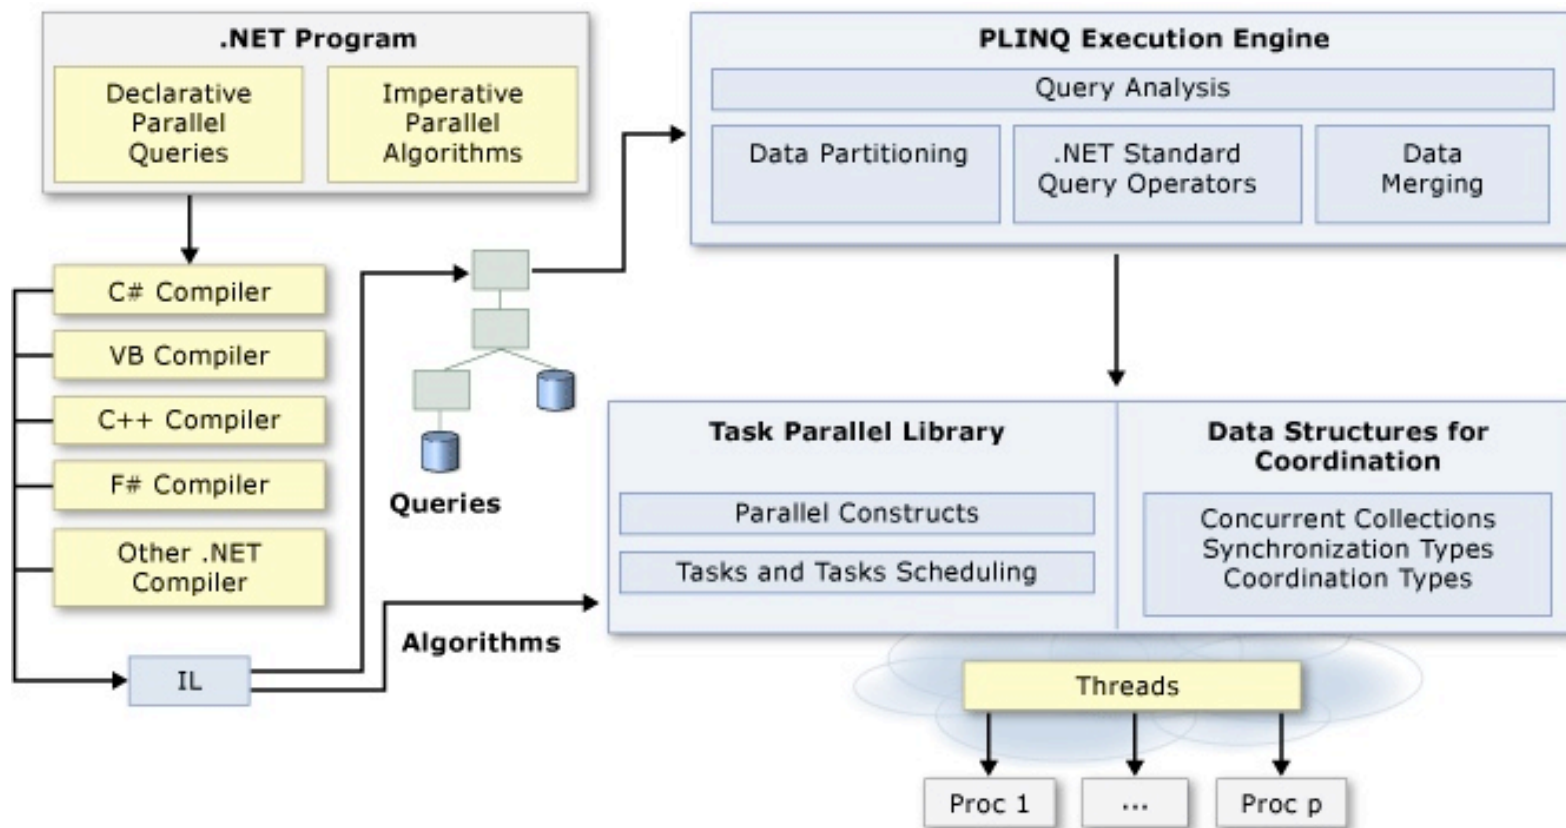 .NET Program
Declarative
Parallel
Queries
Imperative
Parallel
Algorithms
C# Compiler
VB Compiler
C++ Compiler
F# Compiler
Other .NET
Compiler
IL
Queries
Algorithms
PLINQ Execution Engine
Query Analysis
Data Partitioning
.NET Standard
Query Operators
Data
Merging
Task Parallel Library
Parallel Constructs
Tasks and Tasks Scheduling
Data Structures for
Coordination
Concurrent Collections
Synchronization Types
Coordination Types
Threads
Proc 1
...
Proc p